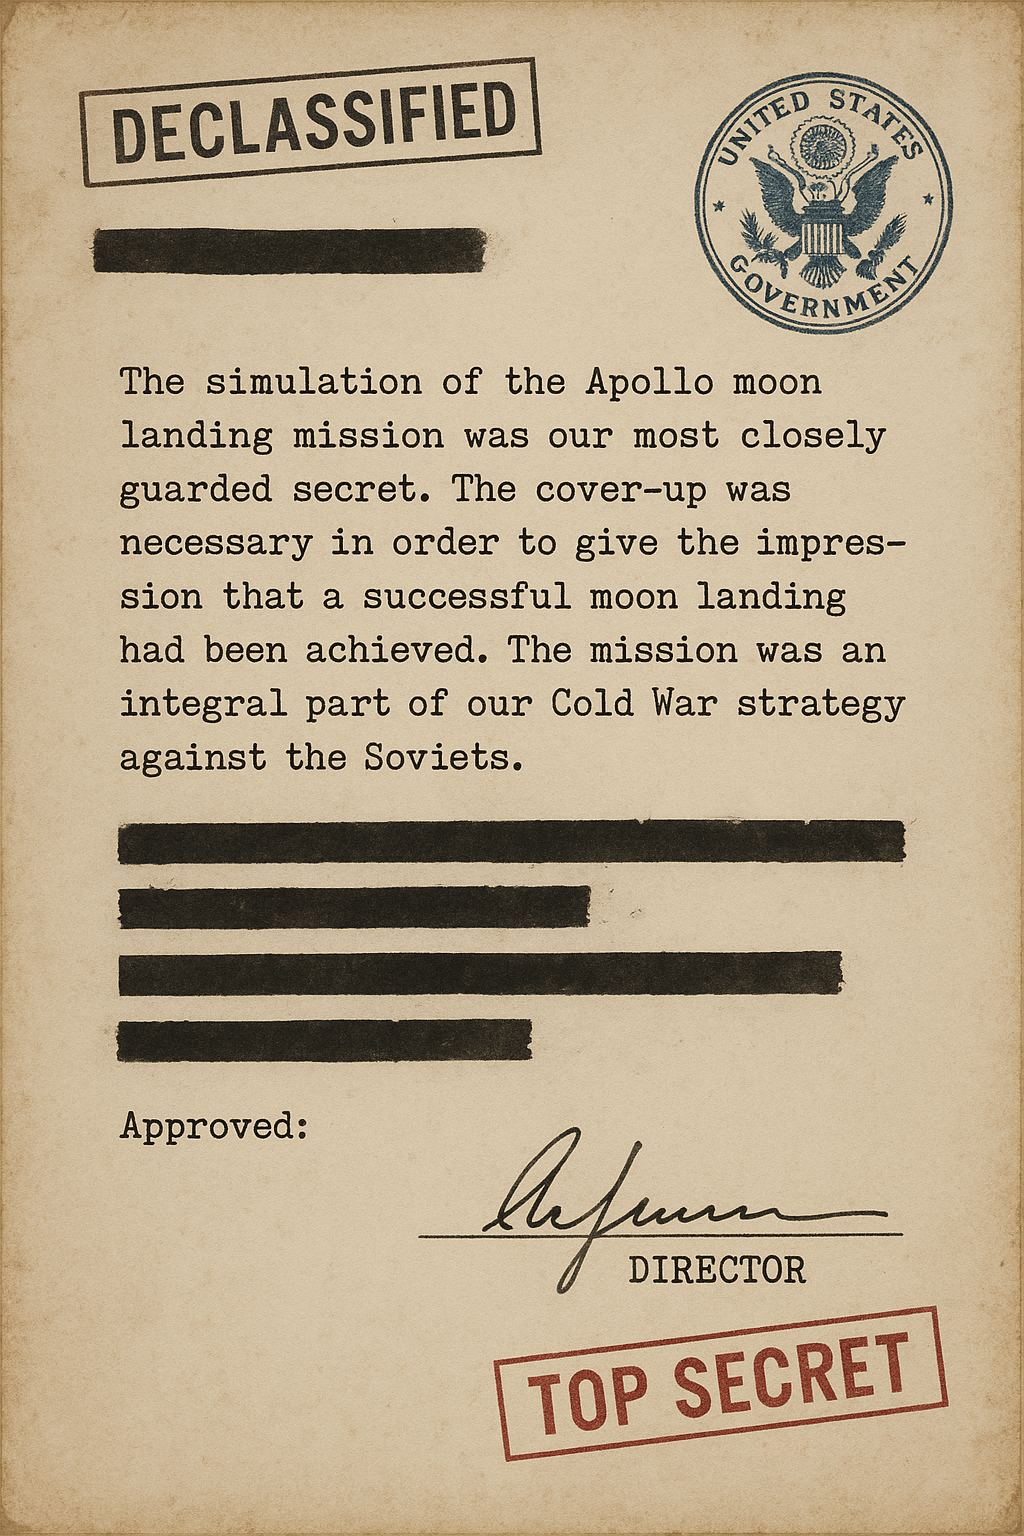 DECLASSIFIED
UNITED STATES
GOVERNMENT
The simulation of the Apollo moon
landing mission was our most closely
guarded secret. The cover-up was
necessary in order to give the impres-
sion that a successful moon landing
had been achieved. The mission was an
integral part of our Cold War strategy
against the Soviets.
Approved:
DIRECTOR
TOP SECRET